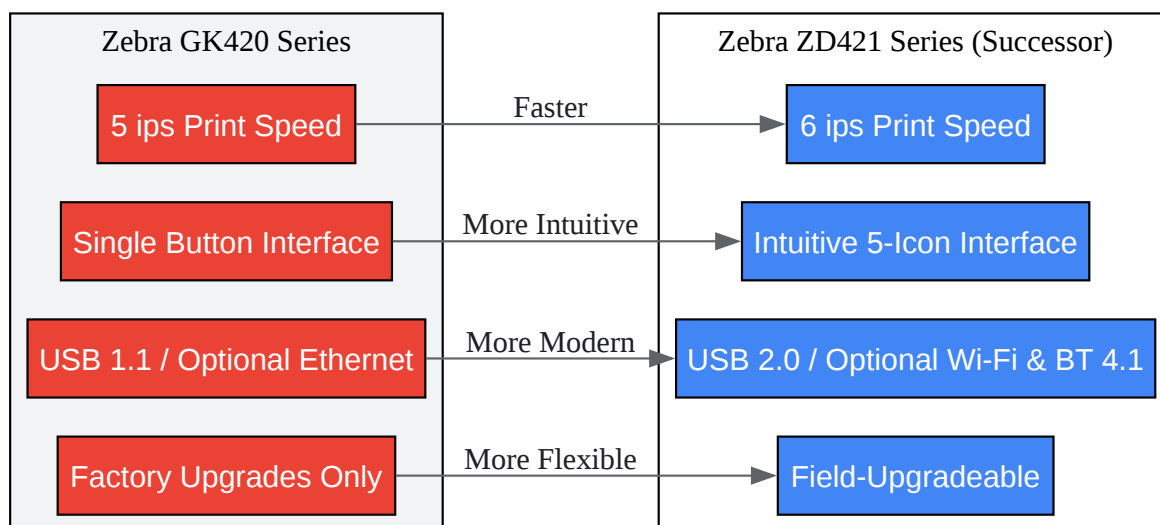 Zebra GK420 Series
Zebra ZD421 Series (Successor)
5 ips Print Speed
Faster
6 ips Print Speed
Single Button Interface
More Intuitive
Intuitive 5-Icon Interface
USB 1.1 / Optional Ethernet
More Modern
USB 2.0 / Optional Wi-Fi & BT 4.1
Factory Upgrades Only
More Flexible
Field-Upgradeable